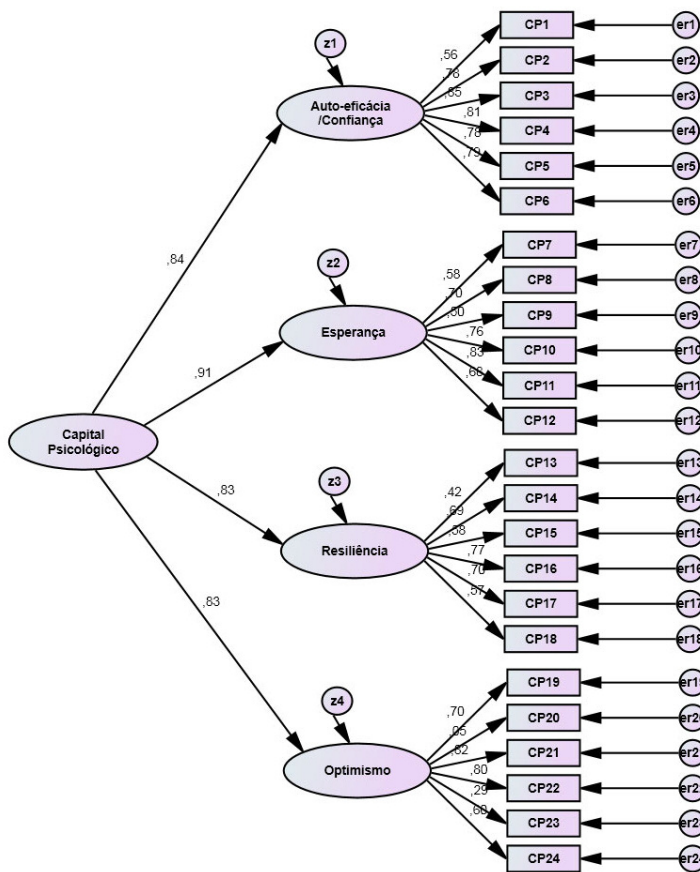 CP1
er1
z1
,56
CP2
er2
,78
,85
CP3
er3
Auto-eficácia
/Confiança
,81
CP4
er4
,78
CP5
er5
,79
CP6
er6
,84
CP7
er7
z2
,58
CP8
er8
,70
,80
CP9
er9
Esperança
,76
CP10
er10
,83
CP11
er11
,68
CP12
er12
,91
Capital
Psicológico
CP13
er13
z3
,42
CP14
er14
,69
,58
CP15
er15
Resiliência
,77
CP16
er16
,70
CP17
er17
,57
CP18
er18
,83
,83
CP19
z4
,70
CP20
,05
,82
CP21
Optimismo
,80
CP22
,29
CP23
,60
CP24